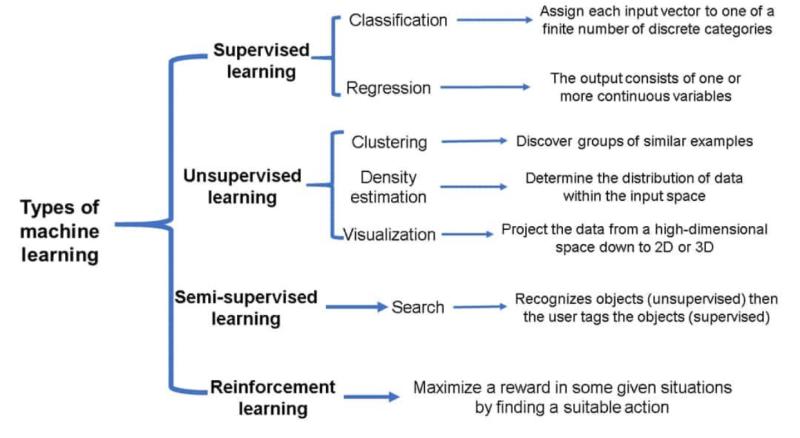 Types of
machine
learning
Supervised
learning
Classification
Assign each input vector to one of a
finite number of discrete categories
Regression
The output consists of one or
more continuous variables
Unsupervised
learning
Clustering
Discover groups of similar examples
Density
estimation
Determine the distribution of data
within the input space
Visualization
Project the data from a high-dimensional
space down to 2D or 3D
Semi-supervised
learning
Search
Recognizes objects (unsupervised) then
the user tags the objects (supervised)
Reinforcement
learning
Maximize a reward in some given situations
by finding a suitable action